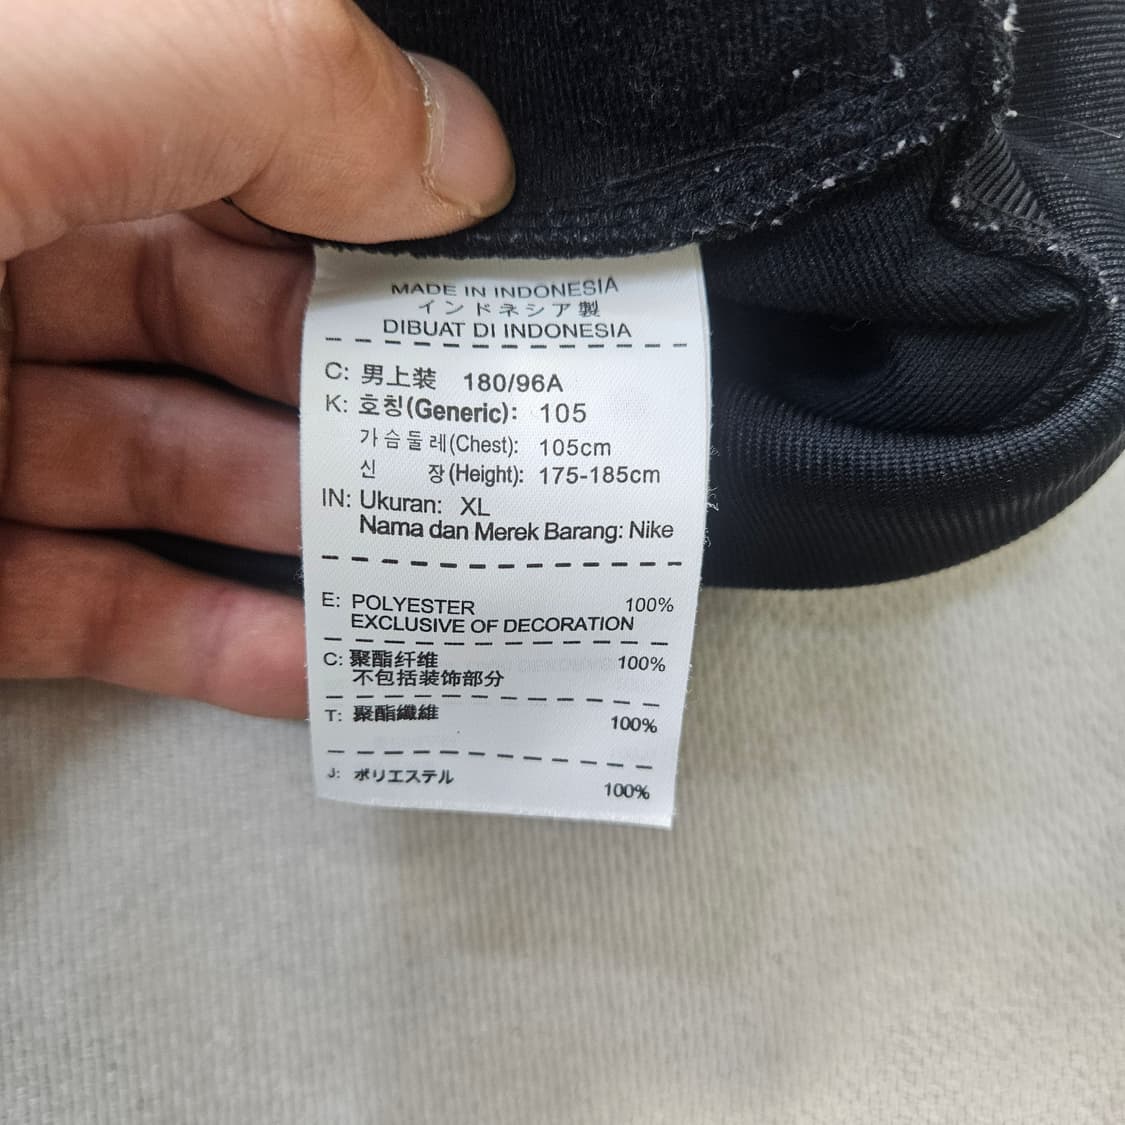 MADE IN INDONESIA
インドネシア製
DIBUAT DI INDONESIA
C: 男上装 180/96A
K: 호칭(Generic): 105
가슴둘레(Chest): 105cm
신 장(Height): 175-185cm
IN: Ukuran: XL
Nama dan Merek Barang: Nike
E: POLYESTER 100%
EXCLUSIVE OF DECORATION
C: 聚酯纤维 100%
不包括装饰部分
T: 聚酯纖維 100%
J: ポリエステル 100%